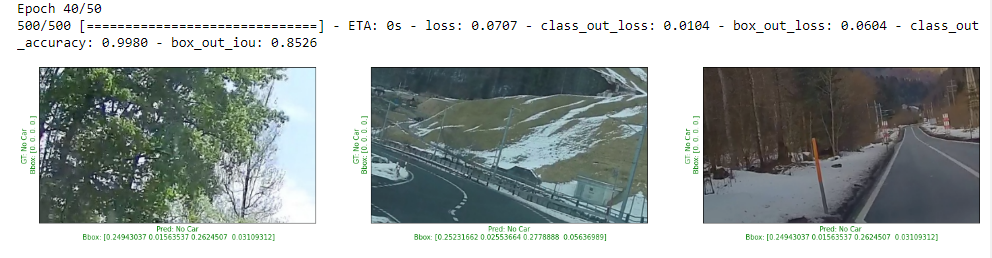 Epoch 40/50
500/500 [==============================] - ETA: 0s - loss: 0.0707 - class_out_loss: 0.0104 - box_out_loss: 0.0604 - class_out
_accuracy: 0.9980 - box_out_iou: 0.8526
GT: No Car
Bbox: [0. 0. 0. 0.]
Pred: No Car
Bbox: [0.24943037 0.01563537 0.2624507 0.03109312]
GT: No Car
Bbox: [0. 0. 0. 0.]
Pred: No Car
Bbox: [0.25231662 0.02553664 0.2778888 0.05636989]
GT: No Car
Bbox: [0. 0. 0. 0.]
Pred: No Car
Bbox: [0.24943037 0.01563537 0.2624507 0.03109312]